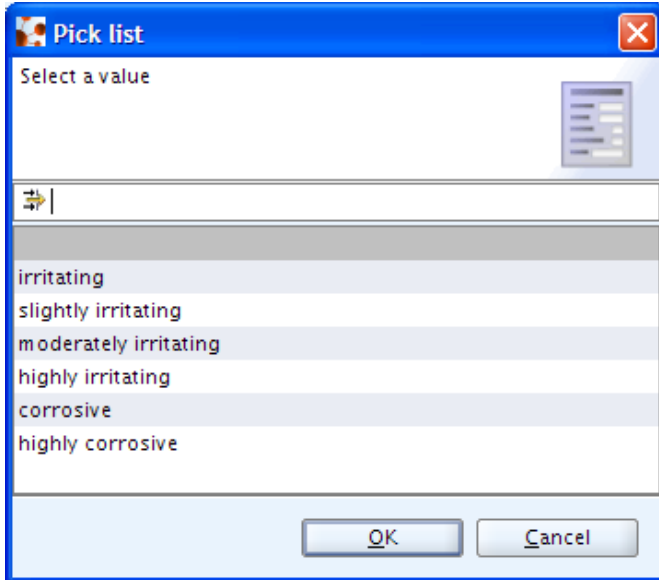 Pick list
Select a value
irritating
slightly irritating
moderately irritating
highly irritating
corrosive
highly corrosive
OK
Cancel